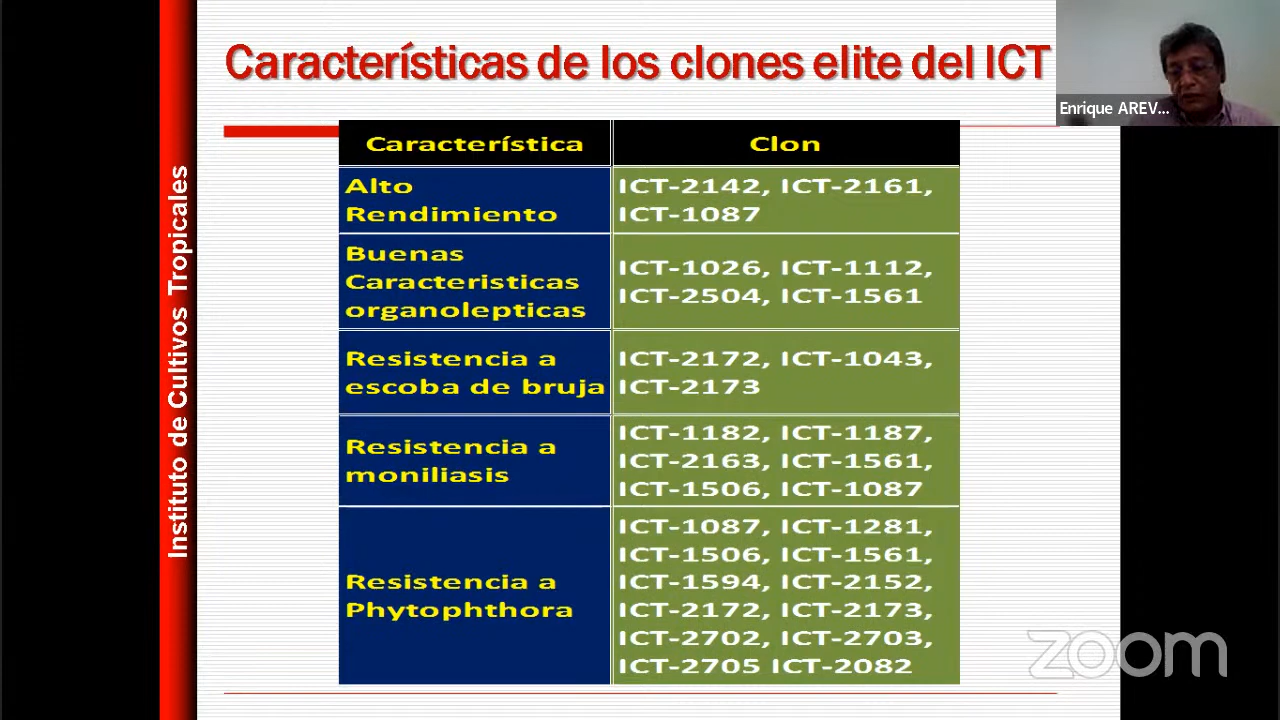 Características de los clones elite del ICT
Enrique AREV...
Instituto de Cultivos Tropicales
Característica
Clon
Alto
Rendimiento
ICT-2142, ICT-2161,
ICT-1087
Buenas
Caracteristicas
organolepticas
ICT-1026, ICT-1112,
ICT-2504, ICT-1561
Resistencia a
escoba de bruja
ICT-2172, ICT-1043,
ICT-2173
Resistencia a
moniliasis
ICT-1182, ICT-1187,
ICT-2163, ICT-1561,
ICT-1506, ICT-1087
Resistencia a
Phytophthora
ICT-1087, ICT-1281,
ICT-1506, ICT-1561,
ICT-1594, ICT-2152,
ICT-2172, ICT-2173,
ICT-2702, ICT-2703,
ICT-2705 ICT-2082
zoom